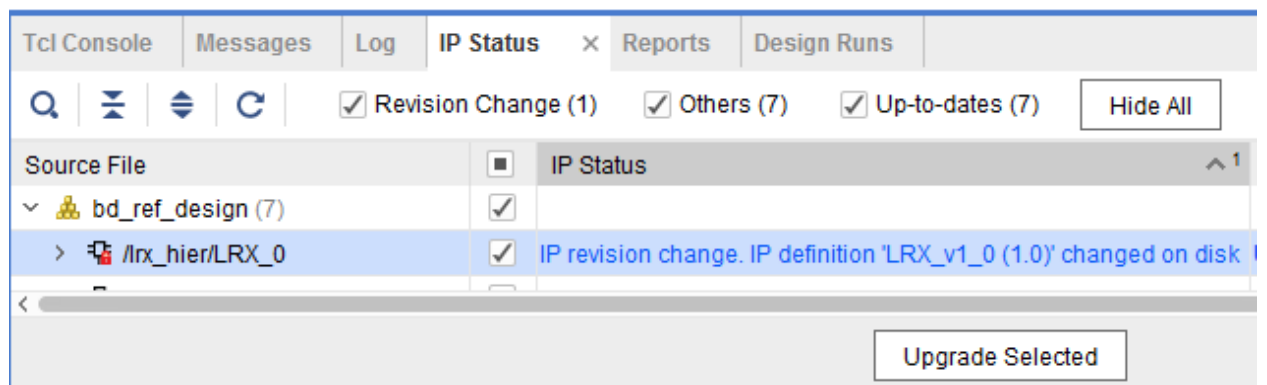 Tcl Console Messages Log IP Status × Reports Design Runs
Revision Change (1) Others (7) Up-to-dates (7) Hide All
Source File IP Status 1
bd_ref_design (7)
/lrx_hier/LRX_0 IP revision change. IP definition 'LRX_v1_0 (1.0)' changed on disk
Upgrade Selected